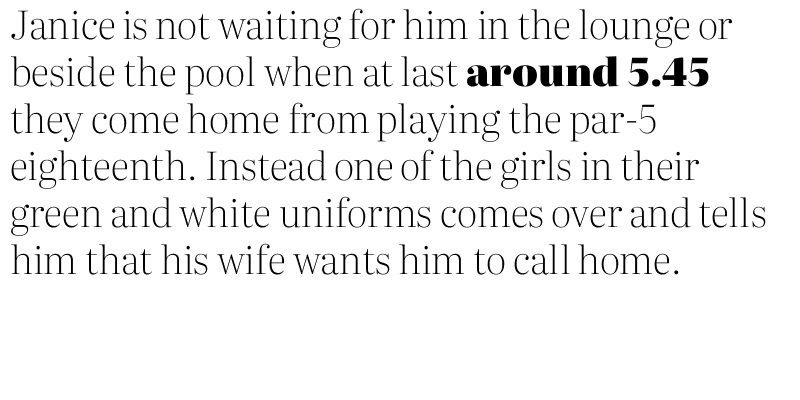 Janice is not waiting for him in the lounge or
beside the pool when at last around 5.45
they come home from playing the par-5
eighteenth. Instead one of the girls in their
green and white uniforms comes over and tells
him that his wife wants him to call home.